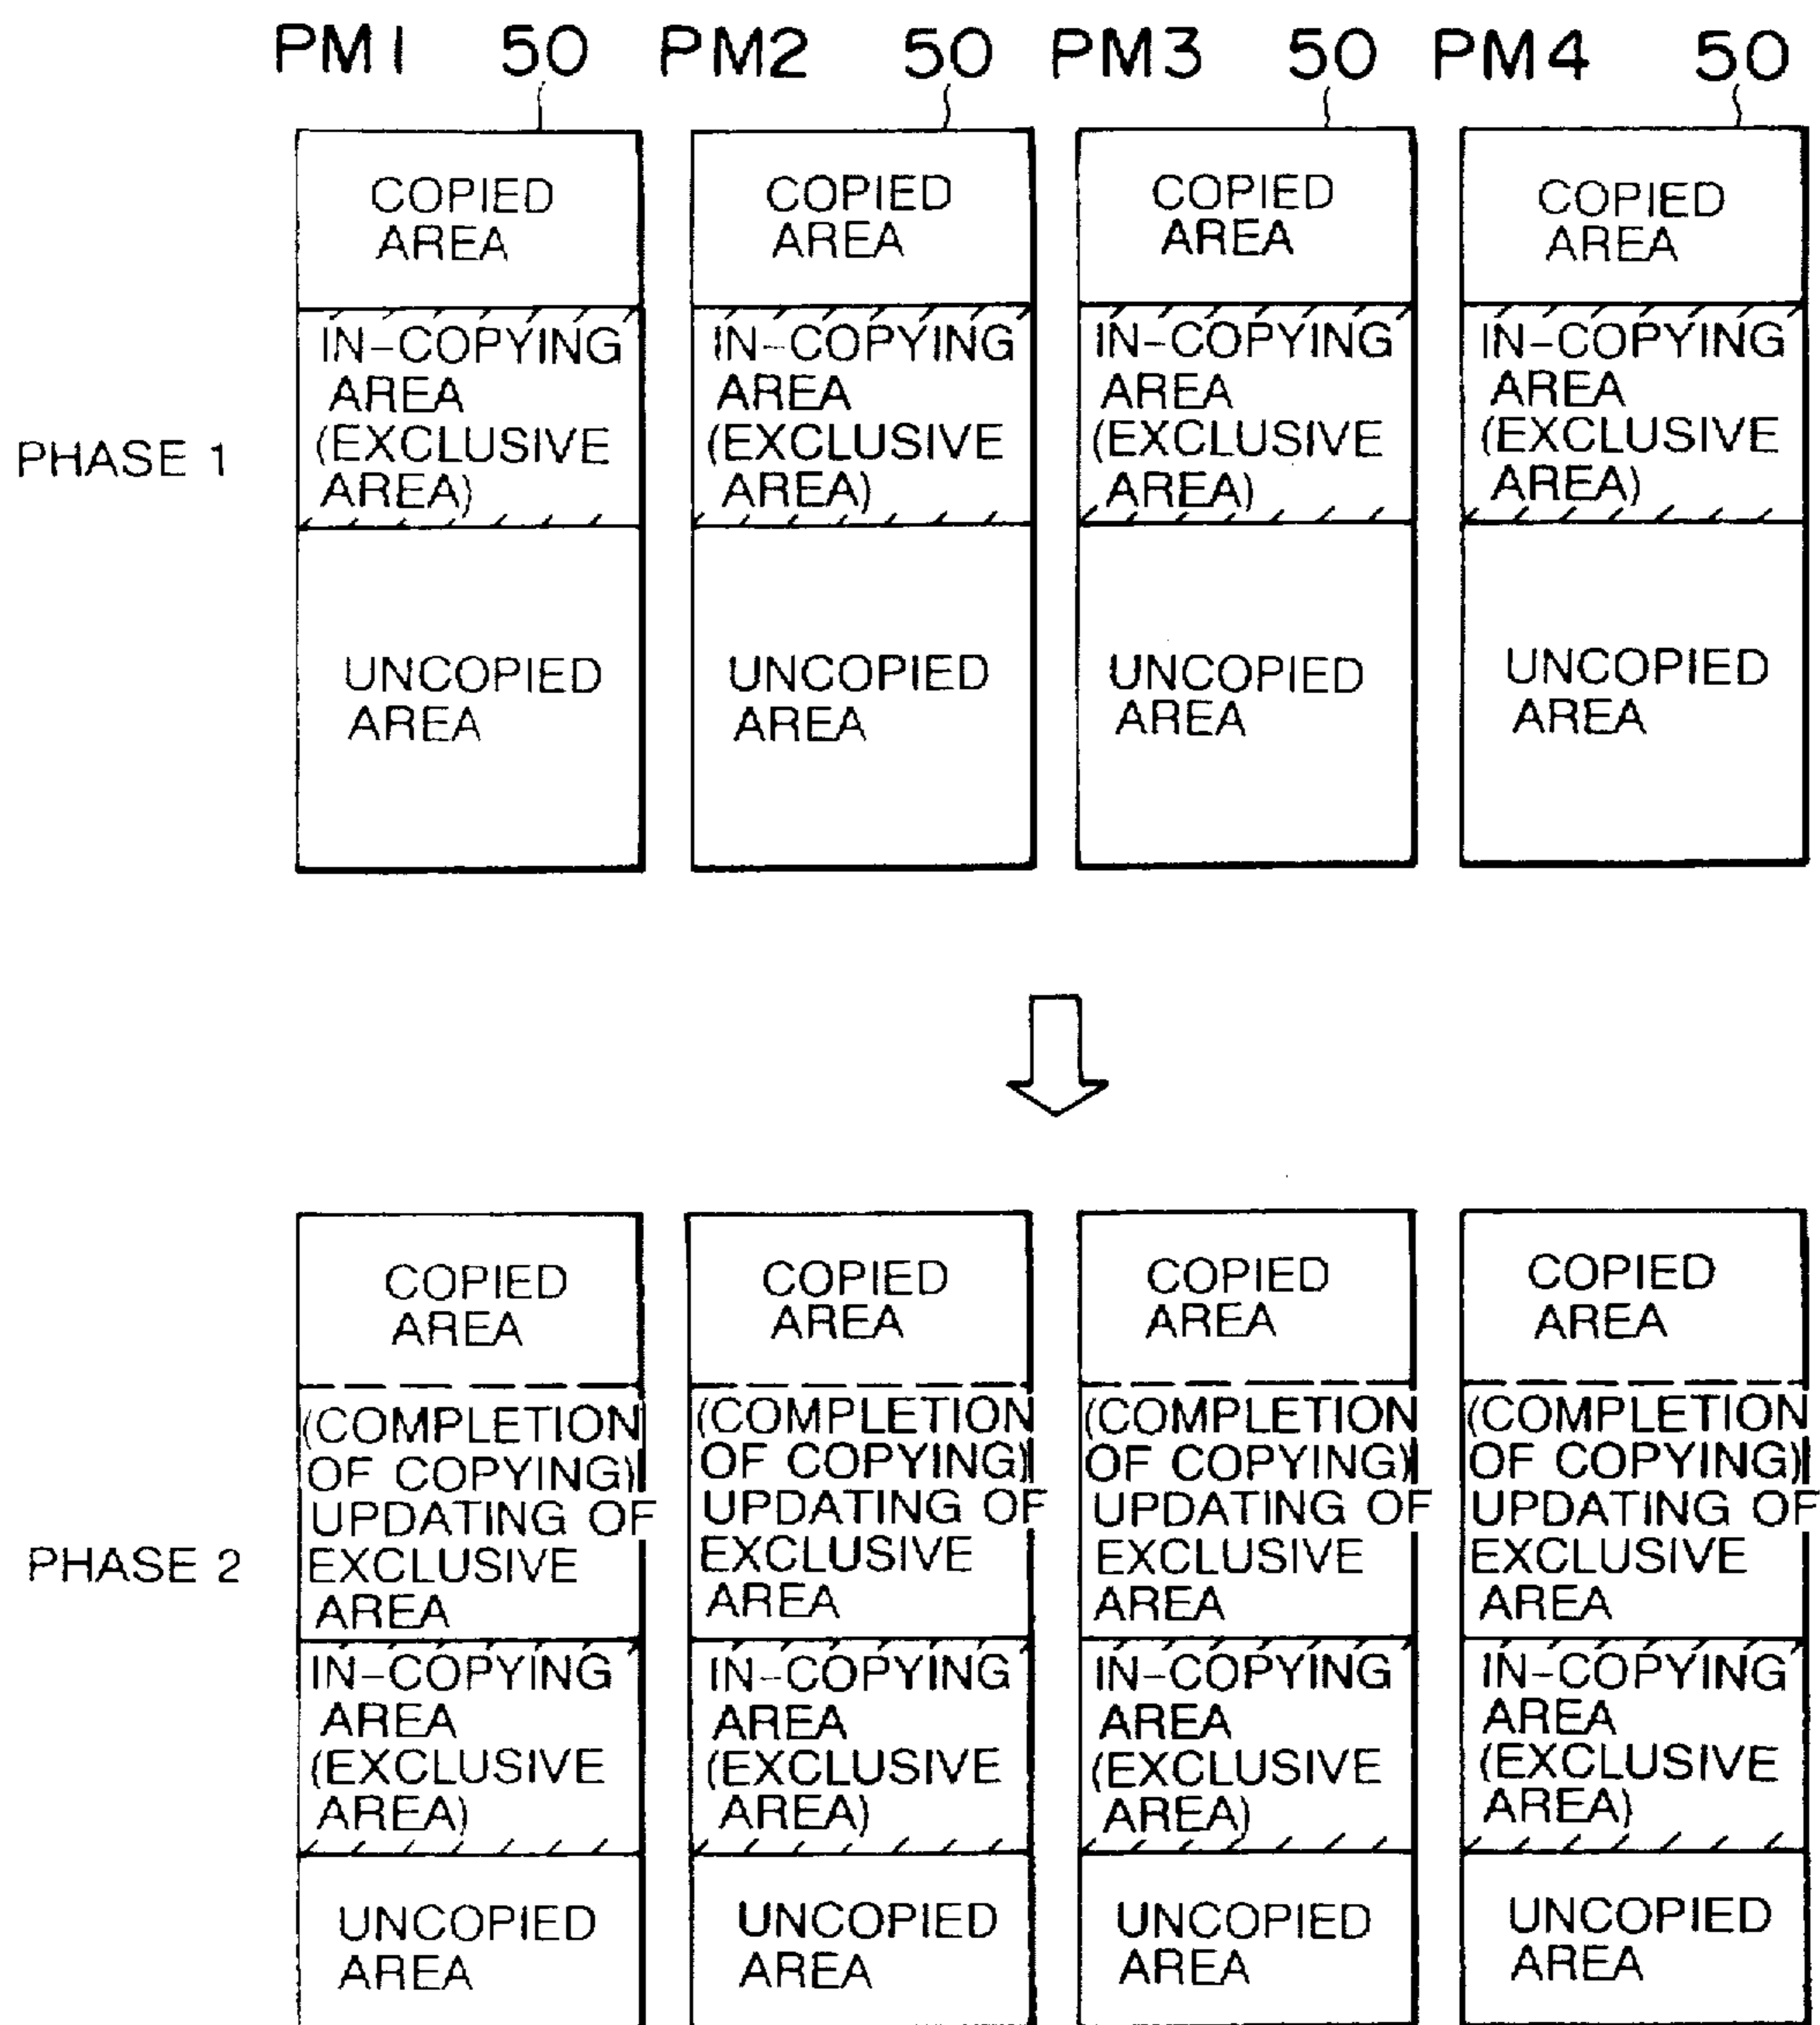 PM1 50 PM2 50 PM3 50 PM4 50
COPIED
AREA
COPIED
AREA
COPIED
AREA
COPIED
AREA
PHASE 1
IN-COPYING
AREA
(EXCLUSIVE
AREA)
IN-COPYING
AREA
(EXCLUSIVE
AREA)
IN-COPYING
AREA
(EXCLUSIVE
AREA)
IN-COPYING
AREA
(EXCLUSIVE
AREA)
UNCOPIED
AREA
UNCOPIED
AREA
UNCOPIED
AREA
UNCOPIED
AREA
COPIED
AREA
COPIED
AREA
COPIED
AREA
COPIED
AREA
PHASE 2
(COMPLETION
OF COPYING)
UPDATING OF
EXCLUSIVE
AREA
(COMPLETION
OF COPYING)
UPDATING OF
EXCLUSIVE
AREA
(COMPLETION
OF COPYING)
UPDATING OF
EXCLUSIVE
AREA
(COMPLETION
OF COPYING)
UPDATING OF
EXCLUSIVE
AREA
IN-COPYING
AREA
(EXCLUSIVE
AREA)
IN-COPYING
AREA
(EXCLUSIVE
AREA)
IN-COPYING
AREA
(EXCLUSIVE
AREA)
IN-COPYING
AREA
(EXCLUSIVE
AREA)
UNCOPIED
AREA
UNCOPIED
AREA
UNCOPIED
AREA
UNCOPIED
AREA